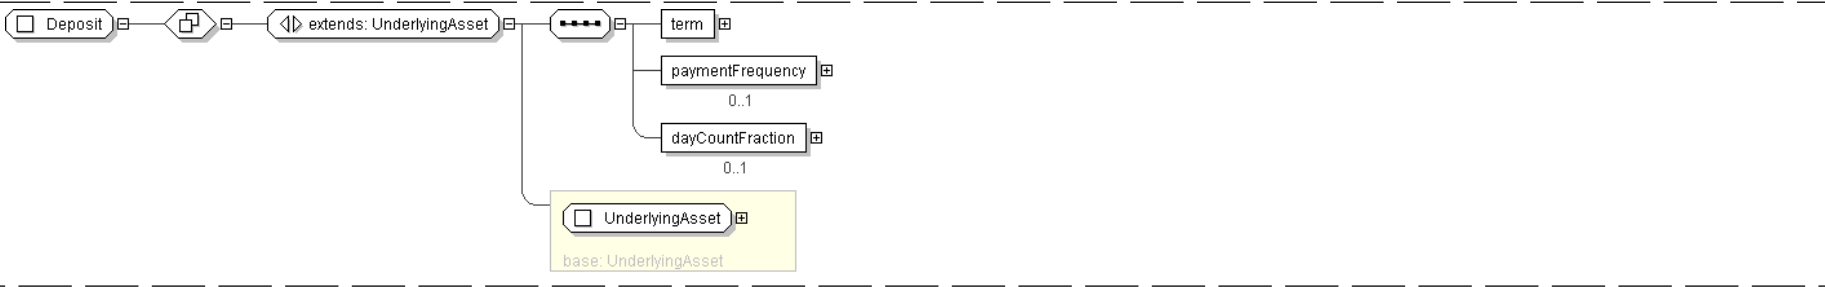 Deposit
extends: UnderlyingAsset
term
paymentFrequency
0..1
dayCountFraction
0..1
UnderlyingAsset
base: UnderlyingAsset